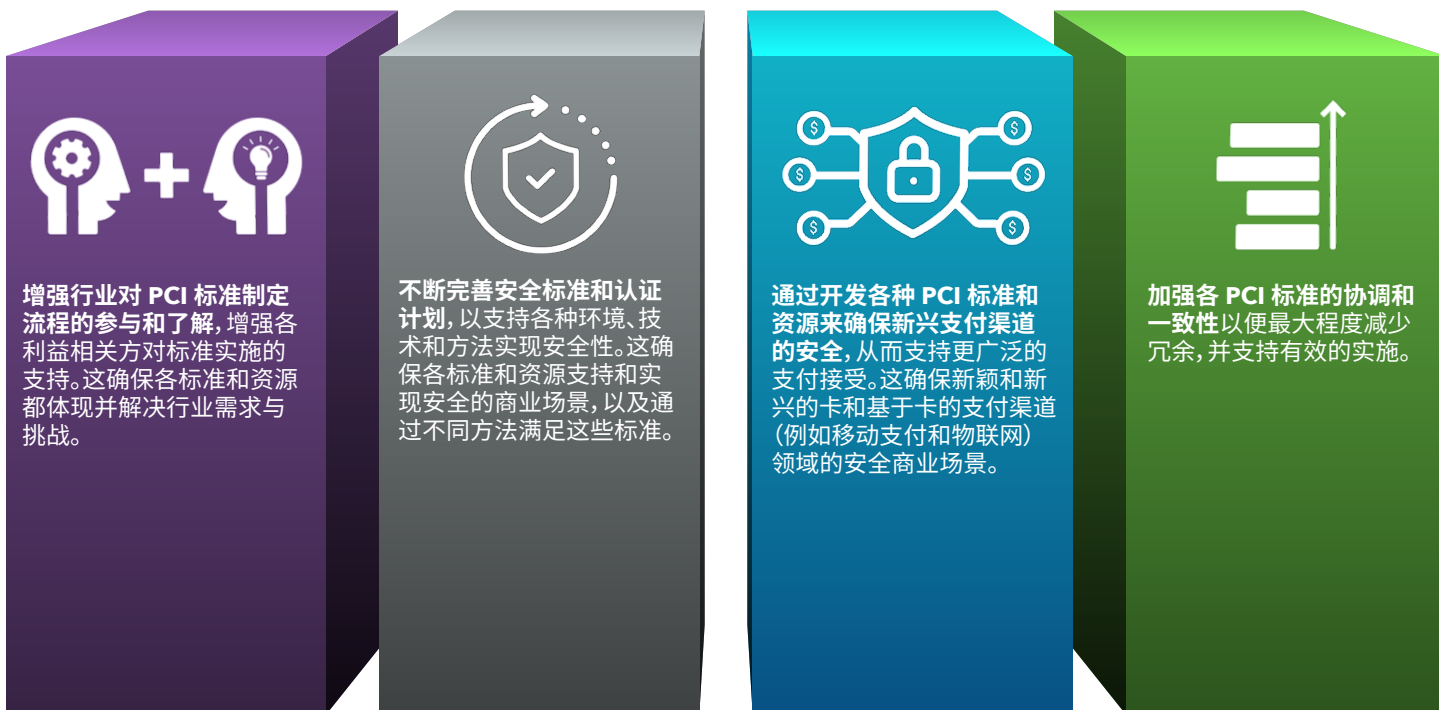 增强行业对 PCI 标准制定
流程的参与和了解，增强各
利益相关方对标准实施的
支持。这确保各标准和资源
都体现并解决行业需求与
挑战。
不断完善安全标准和认证
计划，以支持各种环境、技
术和方法实现安全性。这确
保各标准和资源支持和实
现安全的商业场景，以及通
过不同方法满足这些标准。
通过开发各种 PCI 标准和
资源来确保新兴支付渠道
的安全，从而支持更广泛的
支付接受。这确保新颖和新
兴的卡和基于卡的支付渠道
（例如移动支付和物联网）
领域的安全商业场景。
加强各 PCI 标准的协调和
一致性以便最大程度减少
冗余，并支持有效的实施。